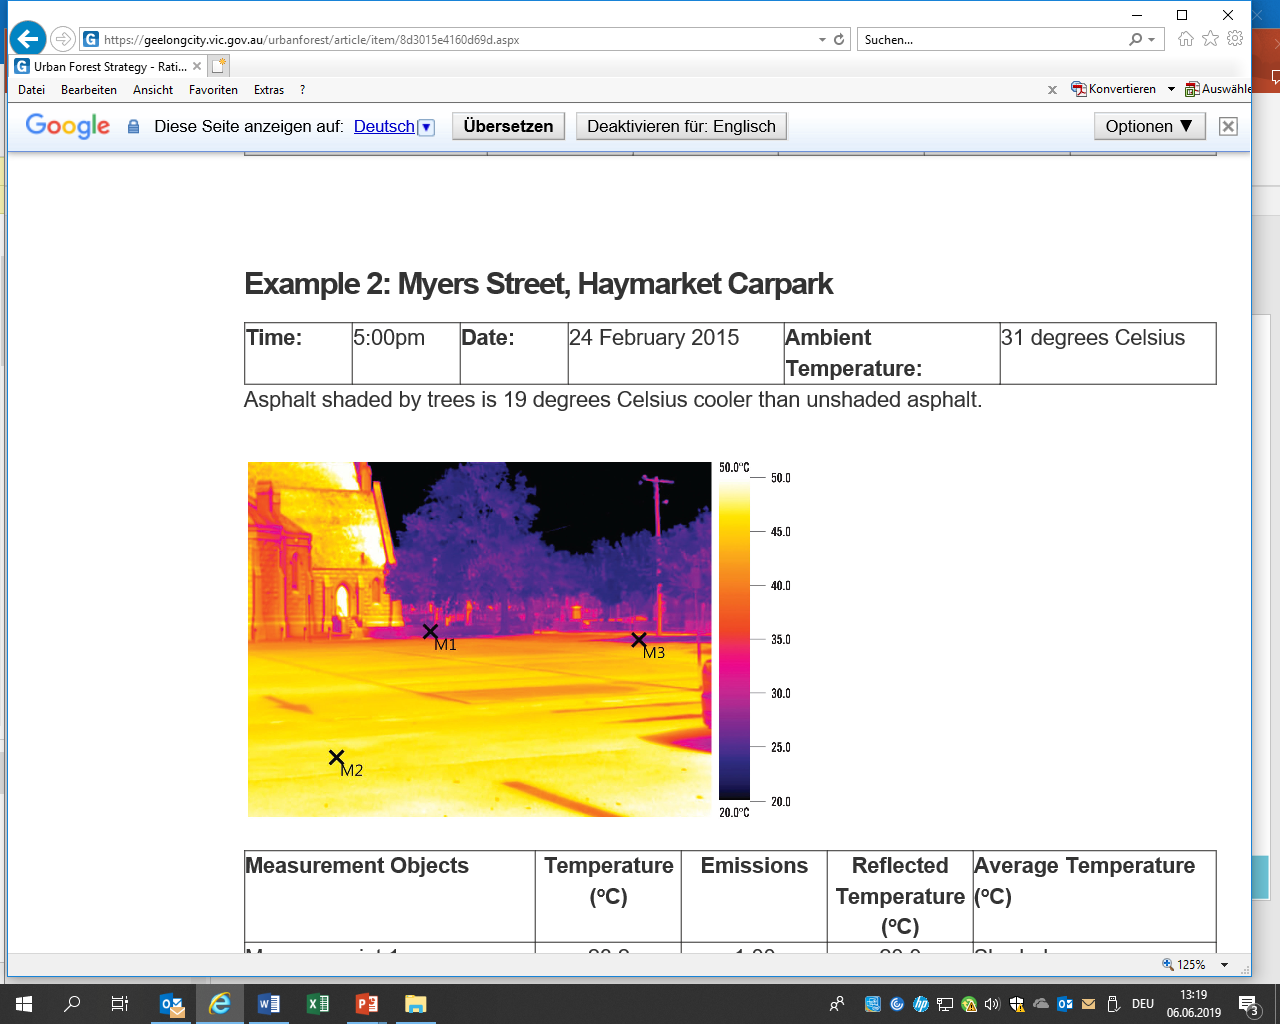 https://geelongcity.vic.gov.au/urbanforest/article/item/8d3015e4160d69d.aspx
Suchen...
Urban Forest Strategy - Rati...
Datei Bearbeiten Ansicht Favoriten Extras ?
x Konvertieren Auswähle
Google Diese Seite anzeigen auf: Deutsch Übersetzen Deaktivieren für: Englisch Optionen ▼
Example 2: Myers Street, Haymarket Carpark
Time: 5:00pm Date: 24 February 2015 Ambient Temperature: 31 degrees Celsius
Asphalt shaded by trees is 19 degrees Celsius cooler than unshaded asphalt.
50.0°C
50.0
45.0
40.0
35.0
30.0
25.0
20.0
20.0°C
M1
M3
M2
Measurement Objects Temperature (°C) Emissions Reflected Temperature (°C) Average Temperature (°C)
125%
DEU
13:19
06.06.2019
3